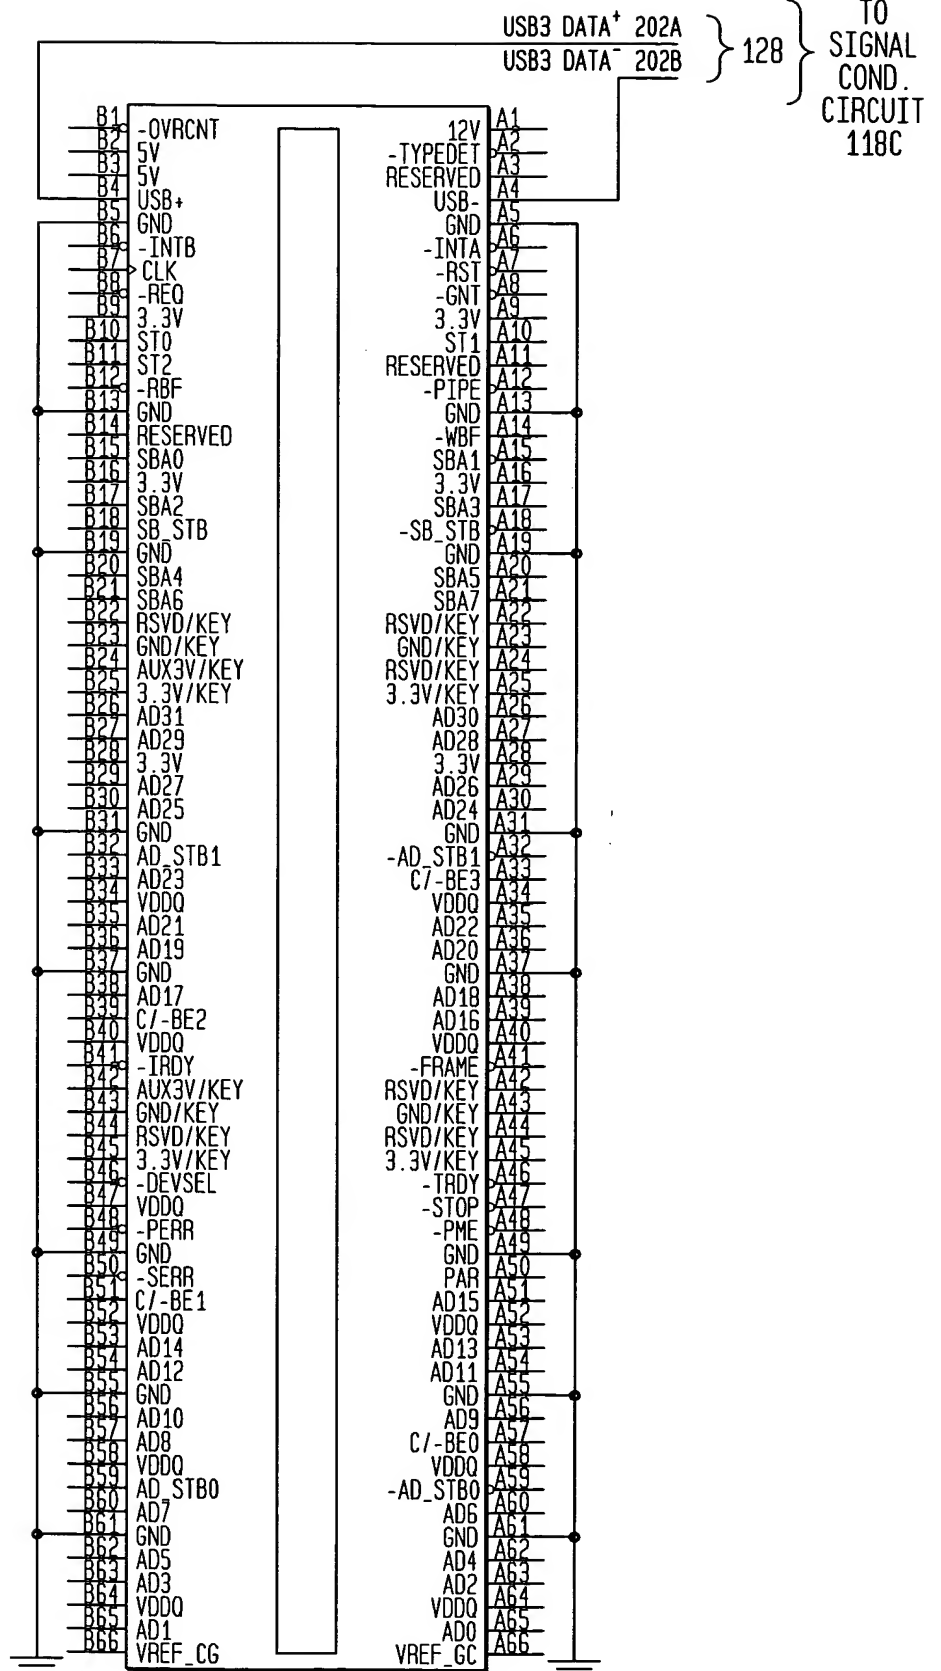 USB3 DATA+ 202A
USB3 DATA- 202B
128
TO
SIGNAL
COND.
CIRCUIT
118C
B1 -OVRCNT 12V A1
B2 5V -TYPEDET A2
B3 5V RESERVED A3
B4 USB+ USB- A4
B5 GND GND A5
B6 -INTB -INTA A6
B7 CLK -RST A7
B8 -REQ -GNT A8
B9 3.3V 3.3V A9
B10 ST0 ST1 A10
B11 ST2 RESERVED A11
B12 -RBF -PIPE A12
B13 GND GND A13
B14 RESERVED -WBF A14
B15 SBA0 SBA1 A15
B16 3.3V 3.3V A16
B17 SBA2 SBA3 A17
B18 SB_STB -SB_STB A18
B19 GND GND A19
B20 SBA4 SBA5 A20
B21 SBA6 SBA7 A21
B22 RSVD/KEY RSVD/KEY A22
B23 GND/KEY GND/KEY A23
B24 AUX3V/KEY RSVD/KEY A24
B25 3.3V/KEY 3.3V/KEY A25
B26 AD31 AD30 A26
B27 AD29 AD28 A27
B28 3.3V 3.3V A28
B29 AD27 AD26 A29
B30 AD25 AD24 A30
B31 GND GND A31
B32 AD_STB1 -AD_STB1 A32
B33 AD23 C/-BE3 A33
B34 VDDQ VDDQ A34
B35 AD21 AD22 A35
B36 AD19 AD20 A36
B37 GND GND A37
B38 AD17 AD18 A38
B39 C/-BE2 AD16 A39
B40 VDDQ VDDQ A40
B41 -IRDY -FRAME A41
B42 AUX3V/KEY RSVD/KEY A42
B43 GND/KEY GND/KEY A43
B44 RSVD/KEY RSVD/KEY A44
B45 3.3V/KEY 3.3V/KEY A45
B46 -DEVSEL -TRDY A46
B47 VDDQ -STOP A47
B48 -PERR -PME A48
B49 GND GND A49
B50 -SERR PAR A50
B51 C/-BE1 AD15 A51
B52 VDDQ VDDQ A52
B53 AD14 AD13 A53
B54 AD12 AD11 A54
B55 GND GND A55
B56 AD10 AD9 A56
B57 AD8 C/-BE0 A57
B58 VDDQ VDDQ A58
B59 AD_STB0 -AD_STB0 A59
B60 AD7 AD6 A60
B61 GND GND A61
B62 AD5 AD4 A62
B63 AD3 AD2 A63
B64 VDDQ VDDQ A64
B65 AD1 AD0 A65
B66 VREF_CG VREF_GC A66